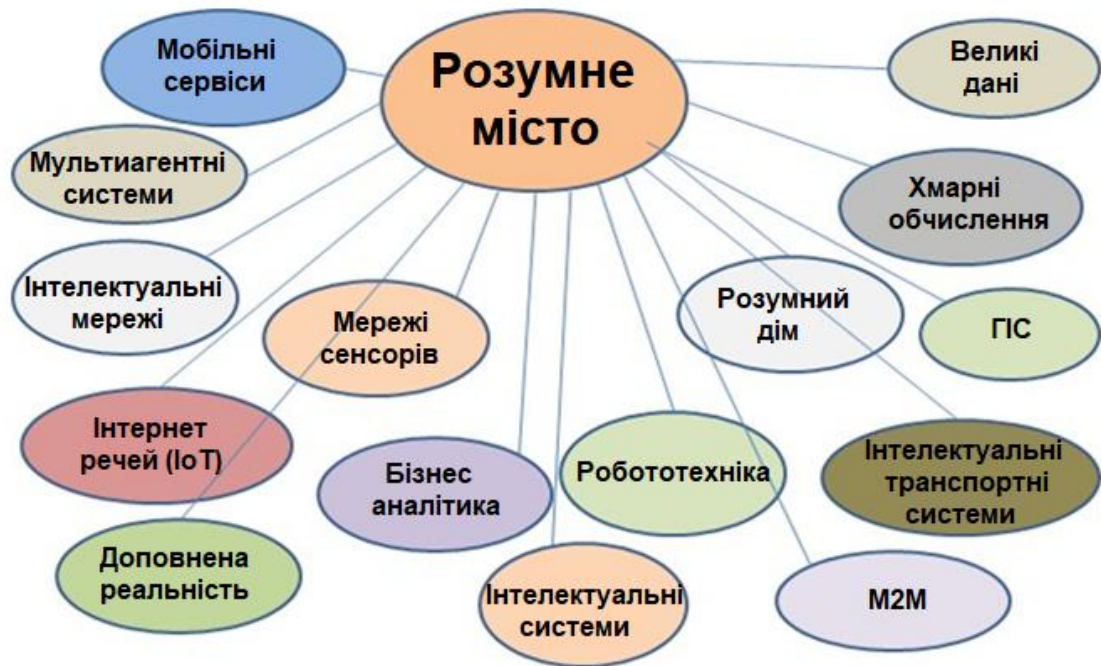 Розумне
місто
Мобільні
сервіси
Великі
дані
Мультиагентні
системи
Хмарні
обчислення
Інтелектуальні
мережі
Мережі
сенсорів
Розумний
дім
ГІС
Інтернет
речей (IoT)
Бізнес
аналітика
Робототехніка
Інтелектуальні
транспортні
системи
Доповнена
реальність
Інтелектуальні
системи
М2М